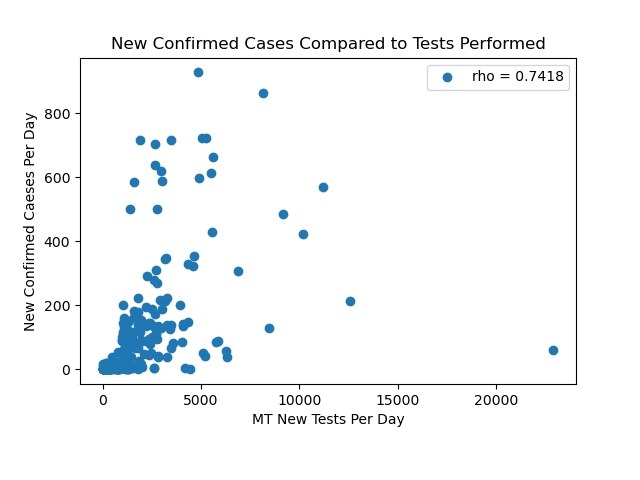 New Confirmed Cases Compared to Tests Performed
rho = 0.7418
New Confirmed Caeses Per Day
800
600
400
200
0
0 5000 10000 15000 20000
MT New Tests Per Day